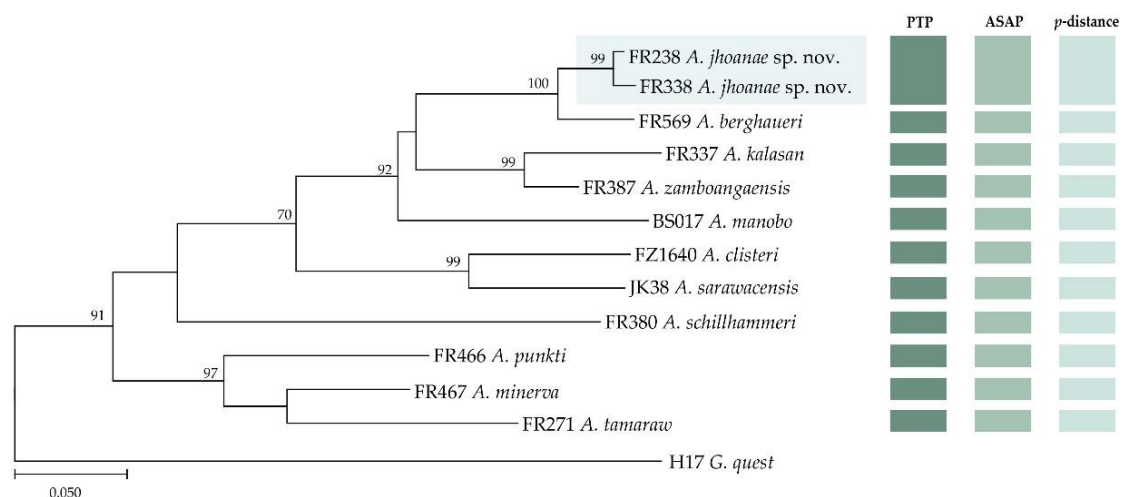 PTP ASAP p-distance
99 FR238 A. jhoanae sp. nov.
100 FR338 A. jhoanae sp. nov.
FR569 A. berghaueri
99 FR337 A. kalasan
92 FR387 A. zamboangaensis
70 BS017 A. manobo
99 FZ1640 A. clisteri
JK38 A. sarawacensis
91 FR380 A. schillhammeri
97 FR466 A. punkti
FR467 A. minerva
FR271 A. tamaraw
H17 G. quest
0.050